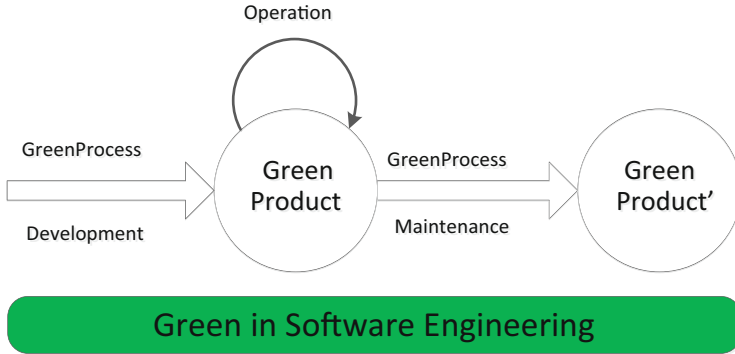 Operation
GreenProcess
Development
Green
Product
GreenProcess
Maintenance
Green
Product’
Green in Software Engineering